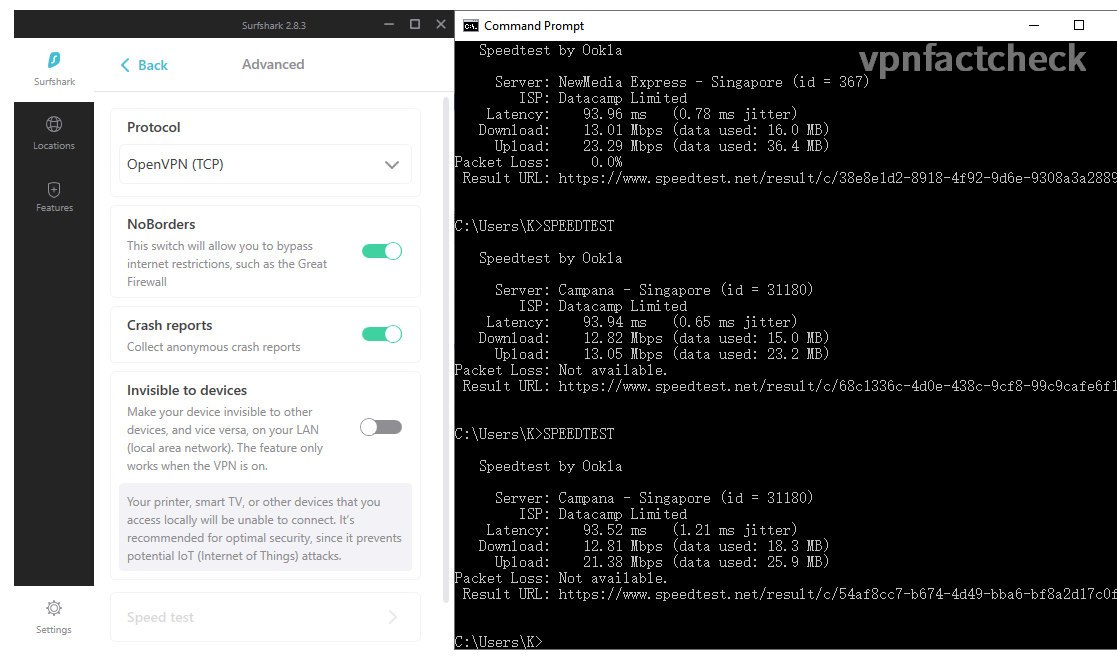 Surfshark 2.8.3
Surfshark
Locations
Features
Settings
Back
Advanced
Protocol
OpenVPN (TCP)
NoBorders
This switch will allow you to bypass
internet restrictions, such as the Great
Firewall
Crash reports
Collect anonymous crash reports
Invisible to devices
Make your device invisible to other
devices, and vice versa, on your LAN
(local area network). The feature only
works when the VPN is on.
Your printer, smart TV, or other devices that you
access locally will be unable to connect. It's
recommended for optimal security, since it prevents
potential IoT (Internet of Things) attacks.
Speed test
Command Prompt
vpnfactcheck
Speedtest by Ookla
Server: NewMedia Express - Singapore (id = 367)
ISP: Datacamp Limited
Latency: 93.96 ms (0.78 ms jitter)
Download: 13.01 Mbps (data used: 16.0 MB)
Upload: 23.29 Mbps (data used: 36.4 MB)
Packet Loss: 0.0%
Result URL: https://www.speedtest.net/result/c/38e8e1d2-8918-4f92-9d6e-9308a3a2889
C:\Users\K>SPEEDTEST
Speedtest by Ookla
Server: Campana - Singapore (id = 31180)
ISP: Datacamp Limited
Latency: 93.94 ms (0.65 ms jitter)
Download: 12.82 Mbps (data used: 15.0 MB)
Upload: 13.05 Mbps (data used: 23.2 MB)
Packet Loss: Not available.
Result URL: https://www.speedtest.net/result/c/68c1336c-4d0e-438c-9cf8-99c9cafe6f1
C:\Users\K>SPEEDTEST
Speedtest by Ookla
Server: Campana - Singapore (id = 31180)
ISP: Datacamp Limited
Latency: 93.52 ms (1.21 ms jitter)
Download: 12.81 Mbps (data used: 18.3 MB)
Upload: 21.38 Mbps (data used: 25.9 MB)
Packet Loss: Not available.
Result URL: https://www.speedtest.net/result/c/54af8cc7-b674-4d49-bba6-bf8a2d17c0f
C:\Users\K>